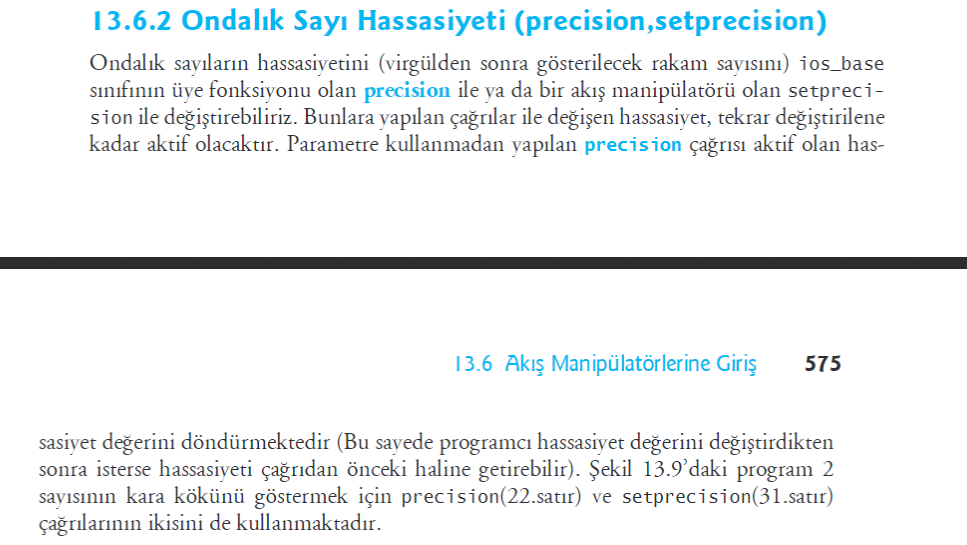 13.6.2 Ondalık Sayı Hassasiyeti (precision,setprecision)
Ondalık sayıların hassasiyetini (virgülden sonra gösterilecek rakam sayısını) ios_base
sınıfının üye fonksiyonu olan precision ile ya da bir akış manipülatörü olan setpreci-
sion ile değiştirebiliriz. Bunlara yapılan çağrılar ile değişen hassasiyet, tekrar değiştirilene
kadar aktif olacaktır. Parametre kullanmadan yapılan precision çağrısı aktif olan has-
13.6 Akış Manipülatörlerine Giriş 575
sasiyet değerini döndürmektedir (Bu sayede programcı hassasiyet değerini değiştirdikten
sonra isterse hassasiyeti çağrıdan önceki haline getirebilir). Şekil 13.9’daki program 2
sayısının kara kökünü göstermek için precision(22.satır) ve setprecision(31.satır)
çağrılarının ikisini de kullanmaktadır.